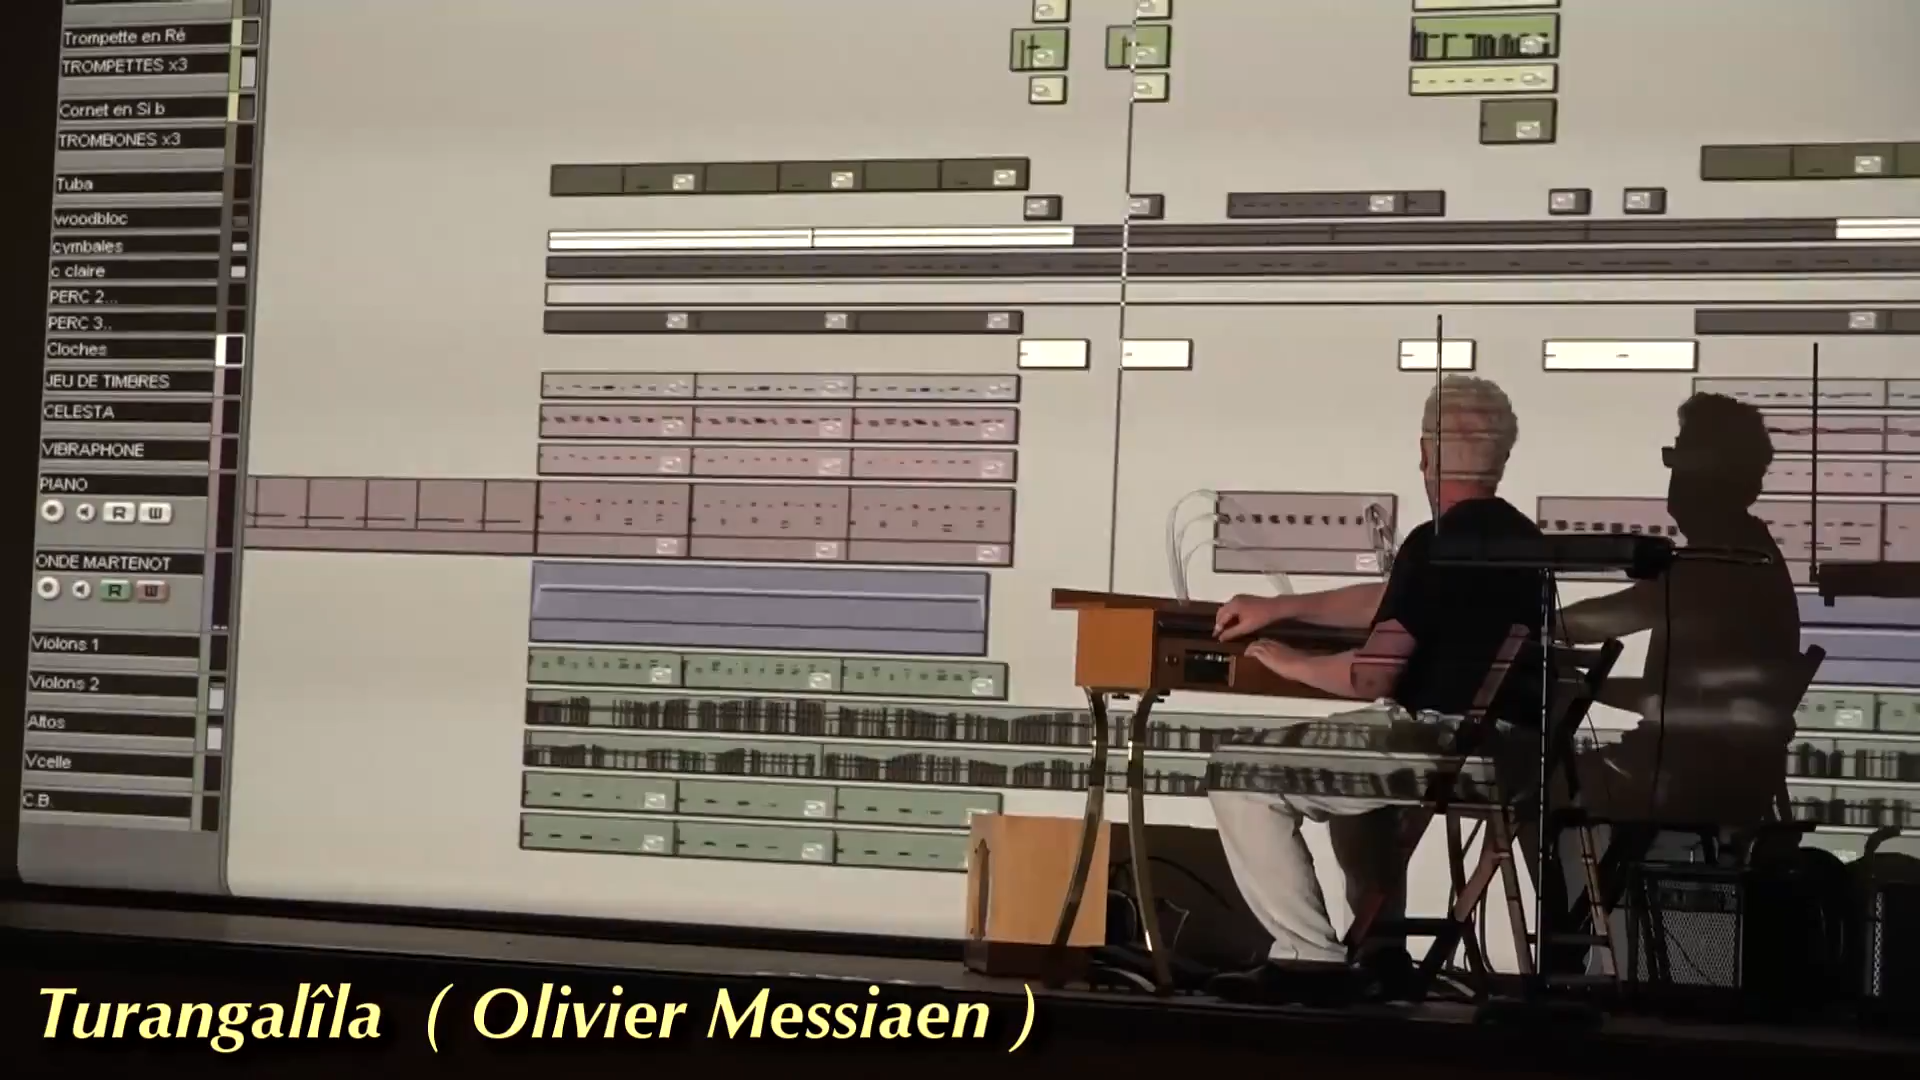 Trompette en Ré
TROMPETTES x3
Cornet en Si b
TROMBONES x3
Tuba
woodbloc
cymbales
c claire
PERC 2...
PERC 3..
Cloches
JEU DE TIMBRES
CELESTA
VIBRAPHONE
PIANO
R W
ONDE MARTENOT
R W
Violons 1
Violons 2
Altos
Vcelle
C.B.
Turangalîla ( Olivier Messiaen )